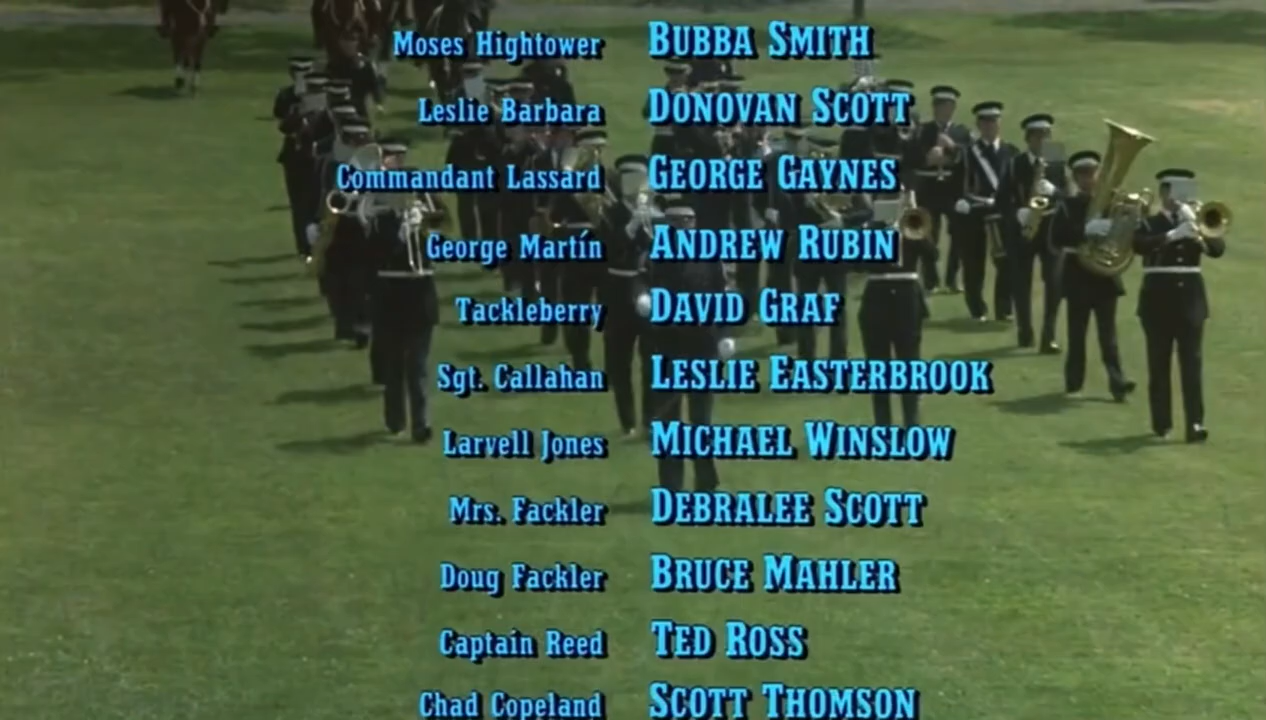 Moses Hightower BUBBA SMITH
Leslie Barbara DONOVAN SCOTT
Commandant Lassard GEORGE GAYNES
George Martín ANDREW RUBIN
Tackleberry DAVID GRAF
Sgt. Callahan LESLIE EASTERBROOK
Larvell Jones MICHAEL WINSLOW
Mrs. Fackler DEBRALEE SCOTT
Doug Fackler BRUCE MAHLER
Captain Reed TED ROSS
Chad Copeland SCOTT THOMSON